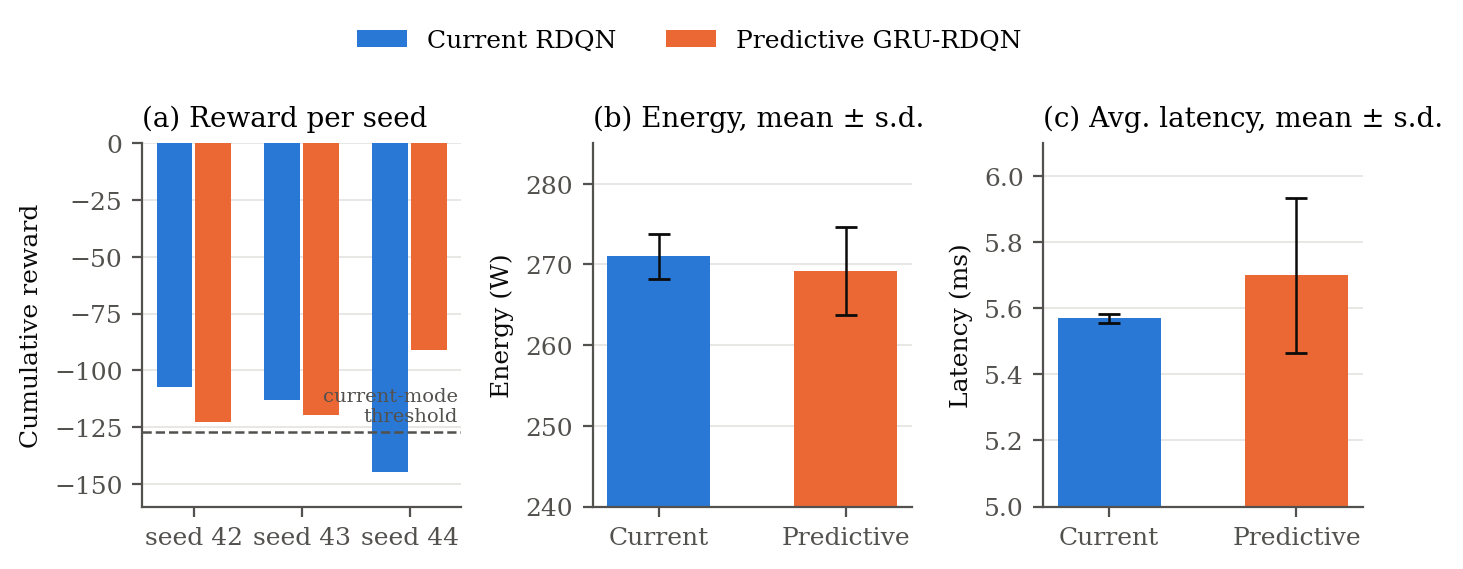 Current RDQN
Predictive GRU-RDQN
(a) Reward per seed
Cumulative reward
0
−25
−50
−75
−100
−125
−150
current-mode
threshold
seed 42
seed 43
seed 44
(b) Energy, mean ± s.d.
Energy (W)
280
270
260
250
240
Current
Predictive
(c) Avg. latency, mean ± s.d.
Latency (ms)
6.0
5.8
5.6
5.4
5.2
5.0
Current
Predictive